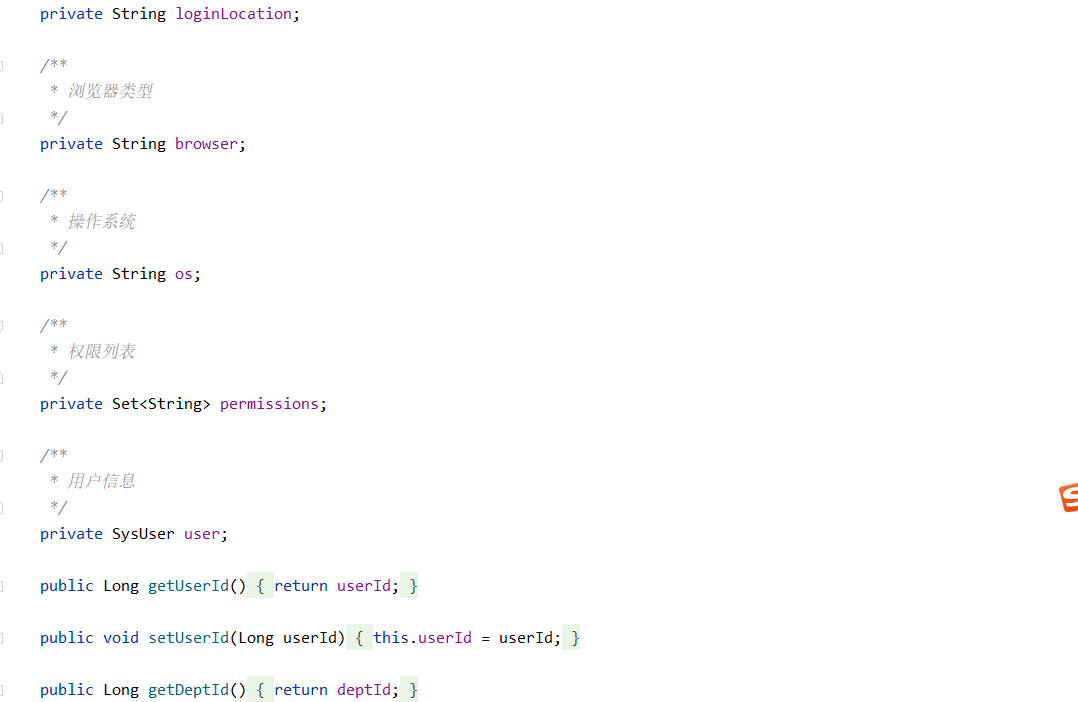 private String loginLocation;
/**
* 浏览器类型
*/
private String browser;
/**
* 操作系统
*/
private String os;
/**
* 权限列表
*/
private Set<String> permissions;
/**
* 用户信息
*/
private SysUser user;
public Long getUserId() { return userId; }
public void setUserId(Long userId) { this.userId = userId; }
public Long getDeptId() { return deptId; }